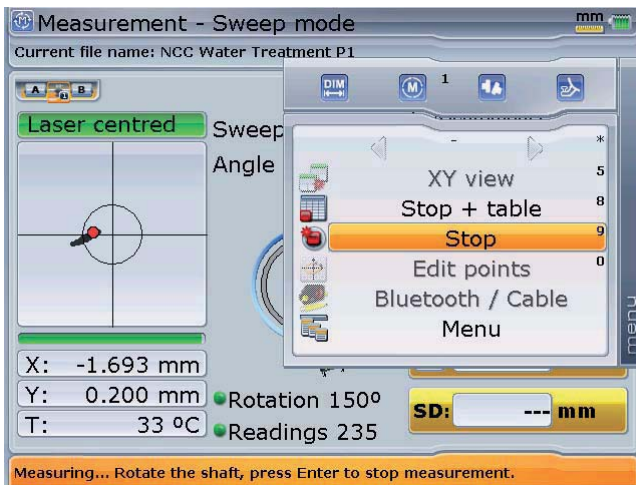 Measurement - Sweep mode
mm
Current file name: NCC Water Treatment P1
A B
DIM
M 1
Laser centred
Sweep
Angle
- *
XY view 5
Stop + table 8
Stop 9
Edit points 0
Bluetooth / Cable
Menu
menu
X: -1.693 mm
Y: 0.200 mm
T: 33 ºC
Rotation 150º
Readings 235
SD: --- mm
Measuring... Rotate the shaft, press Enter to stop measurement.